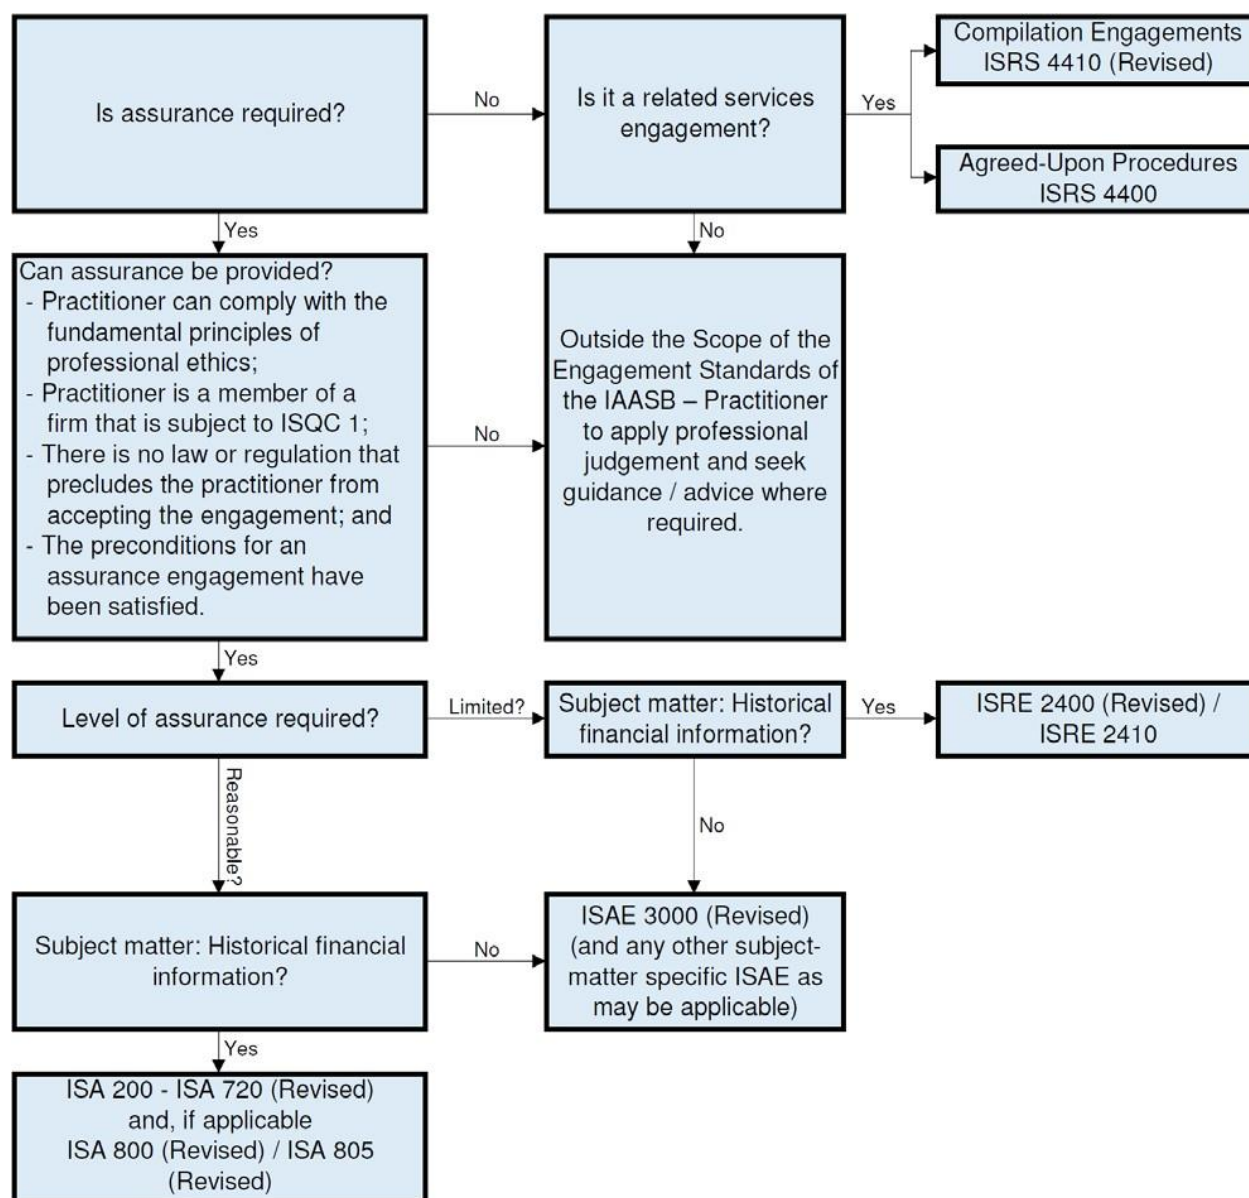 Is assurance required?
No
Is it a related services
engagement?
Yes
Compilation Engagements
ISRS 4410 (Revised)
Agreed-Upon Procedures
ISRS 4400
Yes
No
Can assurance be provided?
- Practitioner can comply with the
fundamental principles of
professional ethics;
- Practitioner is a member of a
firm that is subject to ISQC 1;
- There is no law or regulation that
precludes the practitioner from
accepting the engagement; and
- The preconditions for an
assurance engagement have
been satisfied.
No
Outside the Scope of the
Engagement Standards of
the IAASB – Practitioner
to apply professional
judgement and seek
guidance / advice where
required.
Yes
Level of assurance required?
Limited?
Subject matter: Historical
financial information?
Yes
ISRE 2400 (Revised) /
ISRE 2410
Reasonable?
No
Subject matter: Historical financial
information?
No
ISAE 3000 (Revised)
(and any other subject-
matter specific ISAE as
may be applicable)
Yes
ISA 200 - ISA 720 (Revised)
and, if applicable
ISA 800 (Revised) / ISA 805
(Revised)